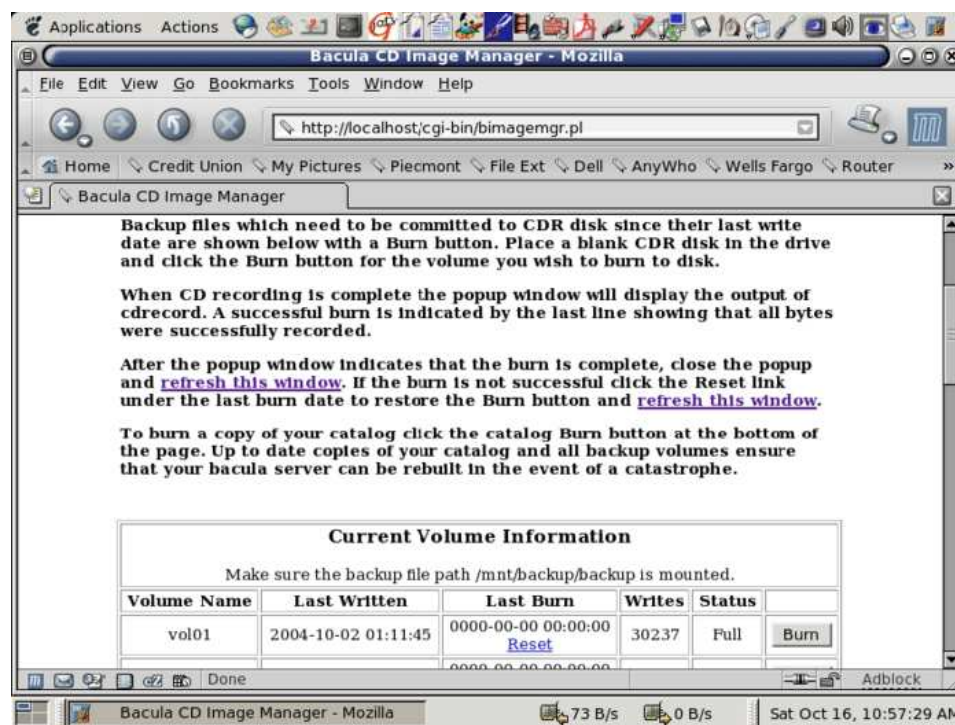 Applications Actions
Bacula CD Image Manager - Mozilla
File Edit View Go Bookmarks Tools Window Help
http://localhost/cgi-bin/bimagemgr.pl
Home Credit Union My Pictures Piecmont File Ext Dell AnyWho Wells Fargo Router »
Bacula CD Image Manager
Backup files which need to be committed to CDR disk since their last write
date are shown below with a Burn button. Place a blank CDR disk in the drive
and click the Burn button for the volume you wish to burn to disk.
When CD recording is complete the popup window will display the output of
cdrecord. A successful burn is indicated by the last line showing that all bytes
were successfully recorded.
After the popup window indicates that the burn is complete, close the popup
and refresh this window. If the burn is not successful click the Reset link
under the last burn date to restore the Burn button and refresh this window.
To burn a copy of your catalog click the catalog Burn button at the bottom of
the page. Up to date copies of your catalog and all backup volumes ensure
that your bacula server can be rebuilt in the event of a catastrophe.
Current Volume Information
Make sure the backup file path /mnt/backup/backup is mounted.
Volume Name Last Written Last Burn Writes Status
vol01 2004-10-02 01:11:45 0000-00-00 00:00:00 Reset 30237 Full Burn
0000-00-00 00:00:00
Done Adblock
Bacula CD Image Manager - Mozilla 73 B/s 0 B/s Sat Oct 16, 10:57:29 AM